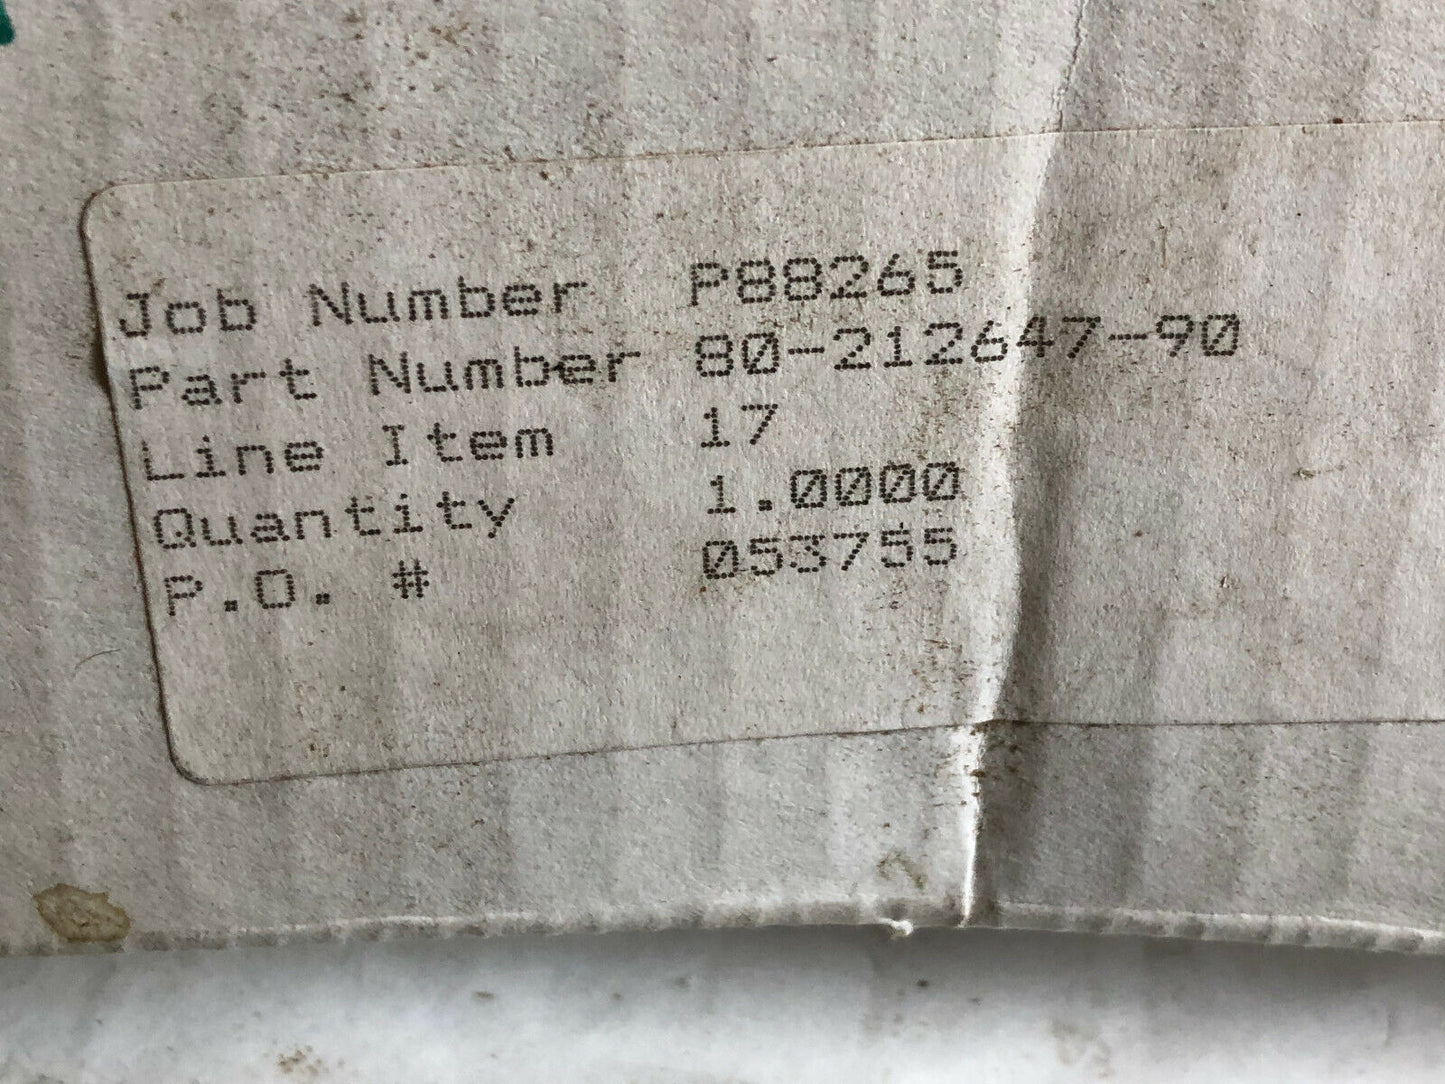 Job Number P88265
Part Number 80-212647-90
Line Item 17
Quantity 1.0000
P.O. # 053755